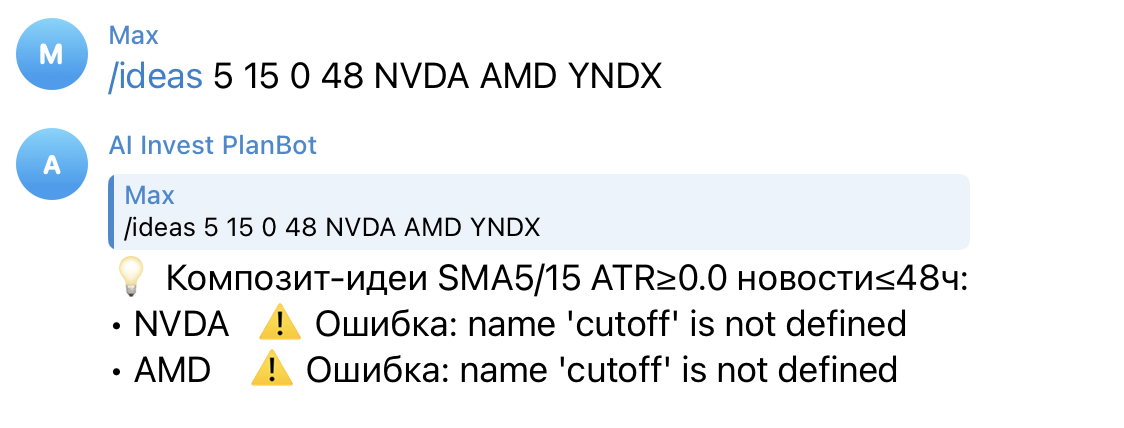 M
Max
/ideas 5 15 0 48 NVDA AMD YNDX
A
AI Invest PlanBot
Max
/ideas 5 15 0 48 NVDA AMD YNDX
💡 Композит-идеи SMA5/15 ATR≥0.0 новости≤48ч:
• NVDA ⚠️ Ошибка: name 'cutoff' is not defined
• AMD ⚠️ Ошибка: name 'cutoff' is not defined